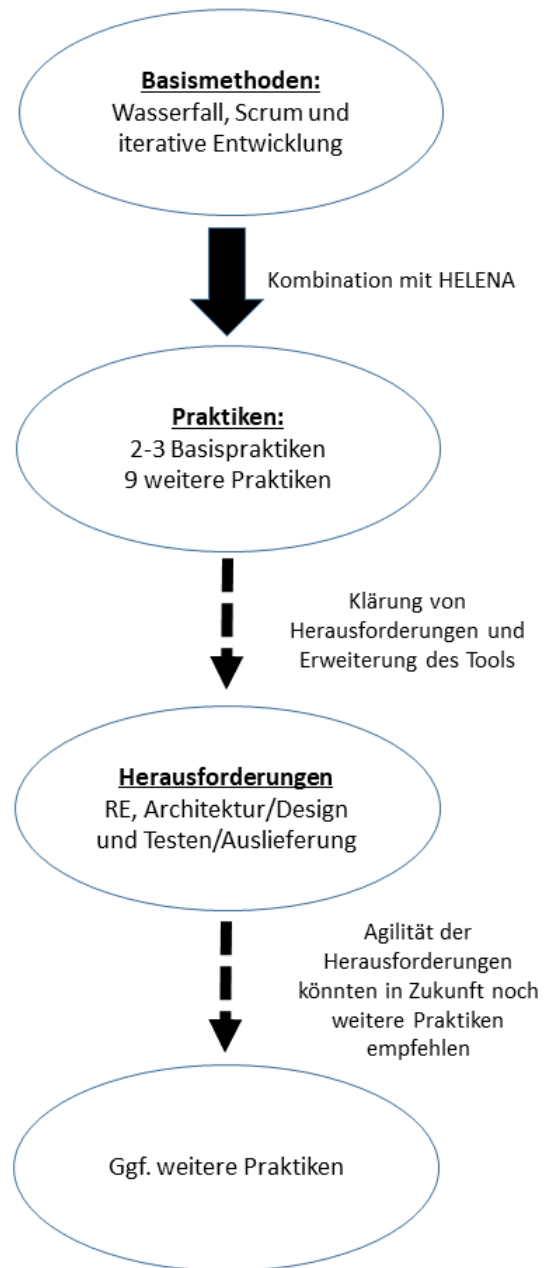 Basismethoden:
Wasserfall, Scrum und
iterative Entwicklung
Kombination mit HELENA
Praktiken:
2-3 Basispraktiken
9 weitere Praktiken
Klärung von
Herausforderungen und
Erweiterung des Tools
Herausforderungen
RE, Architektur/Design
und Testen/Auslieferung
Agilität der
Herausforderungen
könnten in Zukunft noch
weitere Praktiken
empfehlen
Ggf. weitere Praktiken